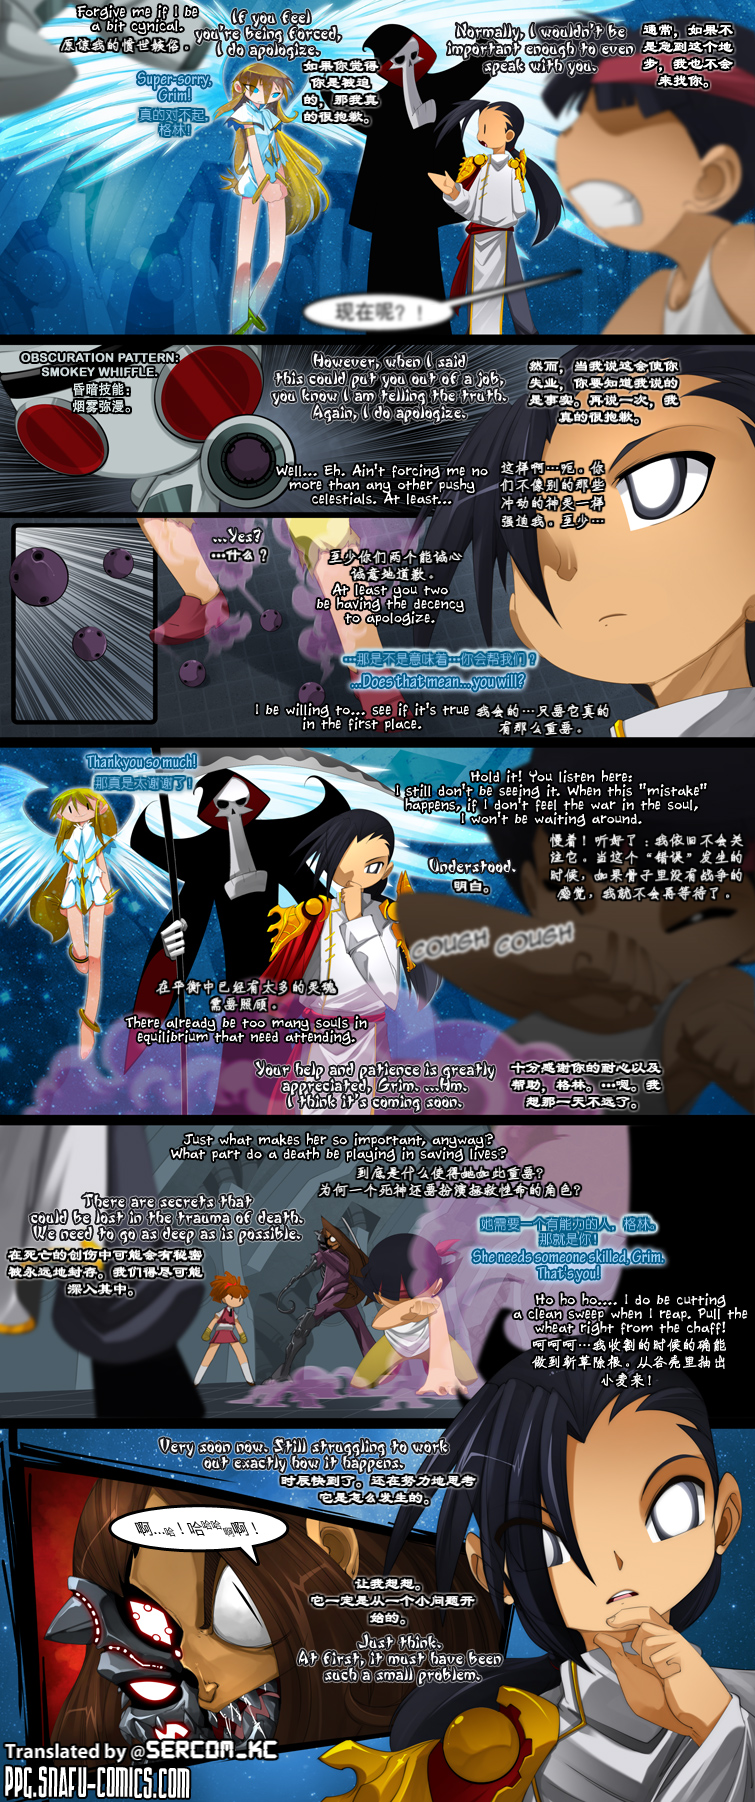 Forgive me if I be
a bit cynical.
原谅我的愤世嫉俗。
If you feel
you're being forced,
I do apologize.
如果你觉得
你是被迫
的，那我真
的很抱歉。
Super-sorry,
Grim!
真的对不起，
格林！
Normally, I wouldn't be
important enough to even
speak with you.
通常，如果不
是急到这个地
步，我也不会
来找你。
现在呢？！
OBSCURATION PATTERN:
SMOKEY WHIFFLE.
昏暗技能：
烟雾弥漫。
However, when I said
this could put you out of a job,
you know I am telling the truth.
Again, I do apologize.
然而，当我说这会使你
失业，你要知道我说的
是事实。再说一次，我
真的很抱歉。
Well... Eh. Ain't forcing me no
more than any other pushy
celestials. At least...
这样啊…呃。你
们不像别的那些
冲动的神灵一样
强迫我。至少…
...Yes?
…什么？
至少你们两个能诚心
诚意地道歉。
At least you two
be having the decency
to apologize.
…那是不是意味着…你会帮我们？
...Does that mean... you will?
I be willing to... see if it's true
in the first place.
我会的…只要它真的
有那么重要。
Thank you so much!
那真是太谢谢了！
Hold it! You listen here:
I still don't be seeing it. When this "mistake"
happens, if I don't feel the war in the soul,
I won't be waiting around.
慢着！听好了：我依旧不会关
注它。当这个“错误”发生的
时候，如果骨子里没有战争的
感觉，我就不会再等待了。
Understood.
明白。
COUGH COUGH
在平衡中已经有太多的灵魂
需要照顾。
There already be too many souls in
equilibrium that need attending.
Your help and patience is greatly
appreciated, Grim. ...Hm.
I think it's coming soon.
十分感谢你的耐心以及
帮助，格林。…嗯。我
想那一天不远了。
Just what makes her so important, anyway?
What part do a death be playing in saving lives?
到底是什么使得她如此重要？
为何一个死神还要扮演拯救性命的角色？
There are secrets that
could be lost in the trauma of death.
We need to go as deep as is possible.
在死亡的创伤中可能会有秘密
被永远地封存。我们得尽可能
深入其中。
她需要一个有能力的人，格林。
那就是你！
She needs someone skilled, Grim.
That's you!
Ho ho ho.... I do be cutting
a clean sweep when I reap. Pull the
wheat right from the chaff!
呵呵呵…我收割的时候的确能
做到斩草除根。从谷壳里抽出
小麦来！
Very soon now. Still struggling to work
out exactly how it happens.
时辰快到了。还在努力地思考
它是怎么发生的。
啊...哈！哈哈哈 啊啊！
让我想想。
它一定是从一个小问题开
始的。
Just think.
At first, it must have been
such a small problem.
Translated by @SERCOM_KC
PPG.SNAFU-COMICS.COM